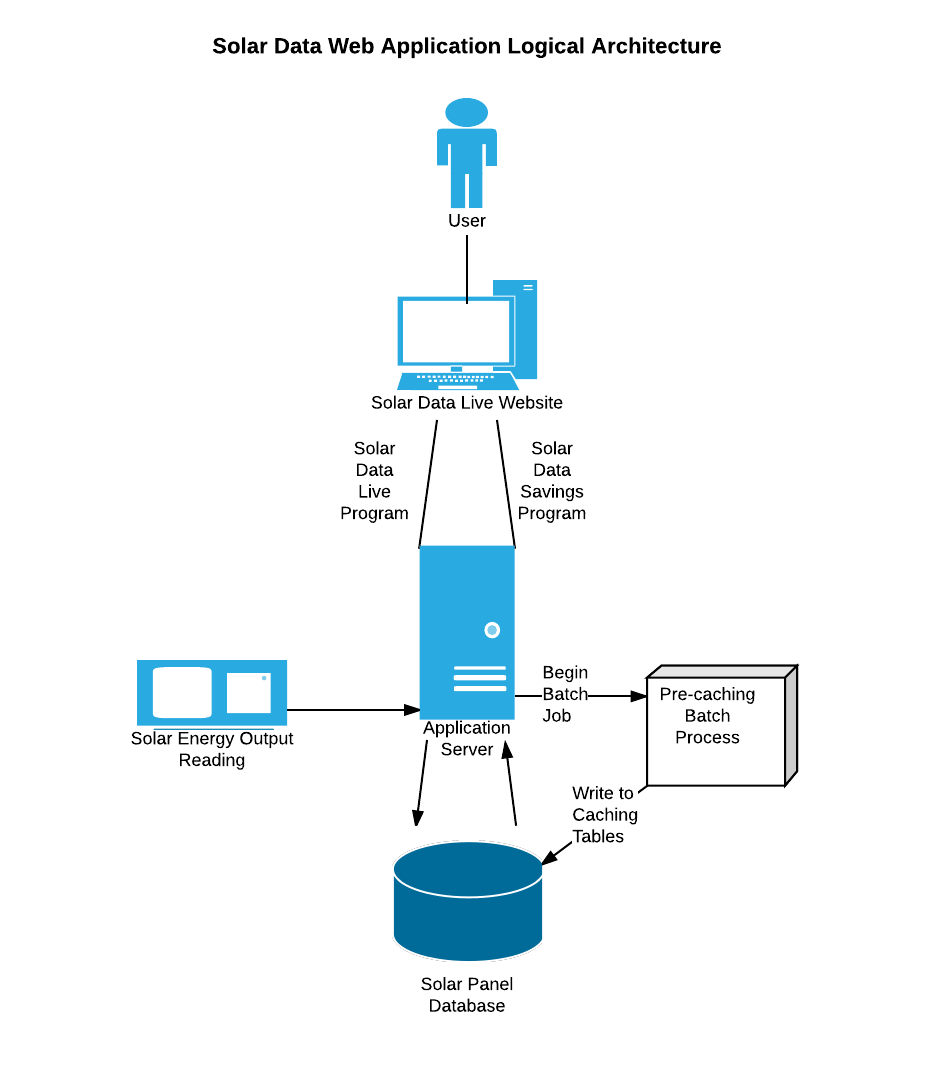 Solar Data Web Application Logical Architecture
User
Solar Data Live Website
Solar
Data
Live
Program
Solar
Data
Savings
Program
Solar Energy Output
Reading
Application
Server
Begin
Batch
Job
Pre-caching
Batch
Process
Write to
Caching
Tables
Solar Panel
Database